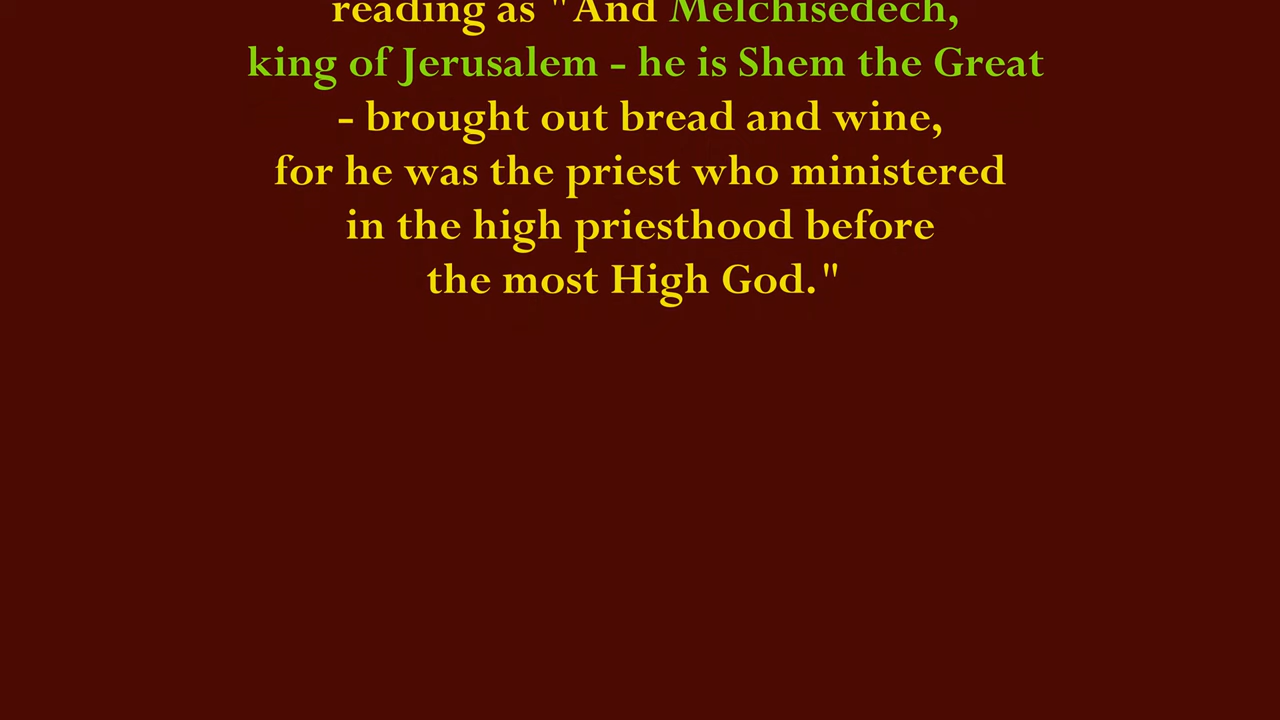 reading as "And Melchisedech,
king of Jerusalem - he is Shem the Great
- brought out bread and wine,
for he was the priest who ministered
in the high priesthood before
the most High God."